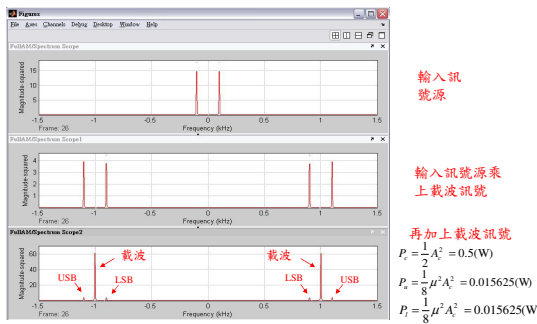 Figures
File Axes Channels Debug Desktop Window Help
FullAM/Spectrum Scope
Magnitude-squared
15
10
5
-1.5 -1 -0.5 0 0.5 1 1.5
Frame: 26
Frequency (kHz)
輸入訊
號源
FullAM/Spectrum Scope1
Magnitude-squared
4
3
2
1
-1.5 -1 -0.5 0 0.5 1 1.5
Frame: 26
Frequency (kHz)
輸入訊號源乘
上載波訊號
FullAM/Spectrum Scope2
Magnitude-squared
60
40
20
載波 載波
USB LSB LSB USB
-1.5 -1 -0.5 0 0.5 1 1.5
Frame: 26
Frequency (kHz)
再加上載波訊號
P_c = 1/2 A_c^2 = 0.5(W)
P_u = 1/8 μ^2 A_c^2 = 0.015625(W)
P_l = 1/8 μ^2 A_c^2 = 0.015625(W